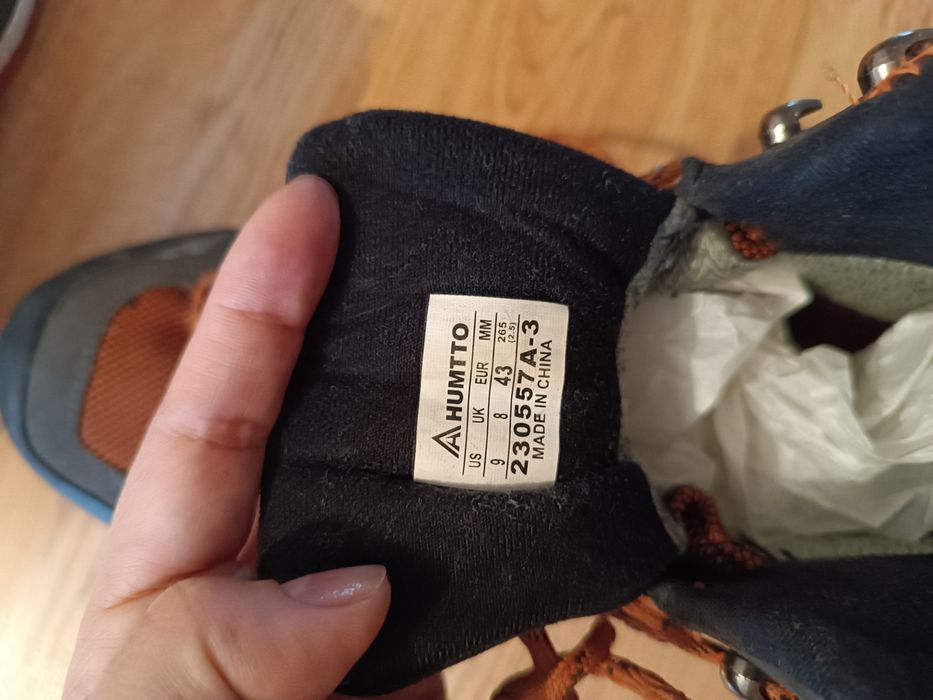 HUMTTO
US UK EUR MM
9 8 43 265 (2.5)
230557A-3
MADE IN CHINA